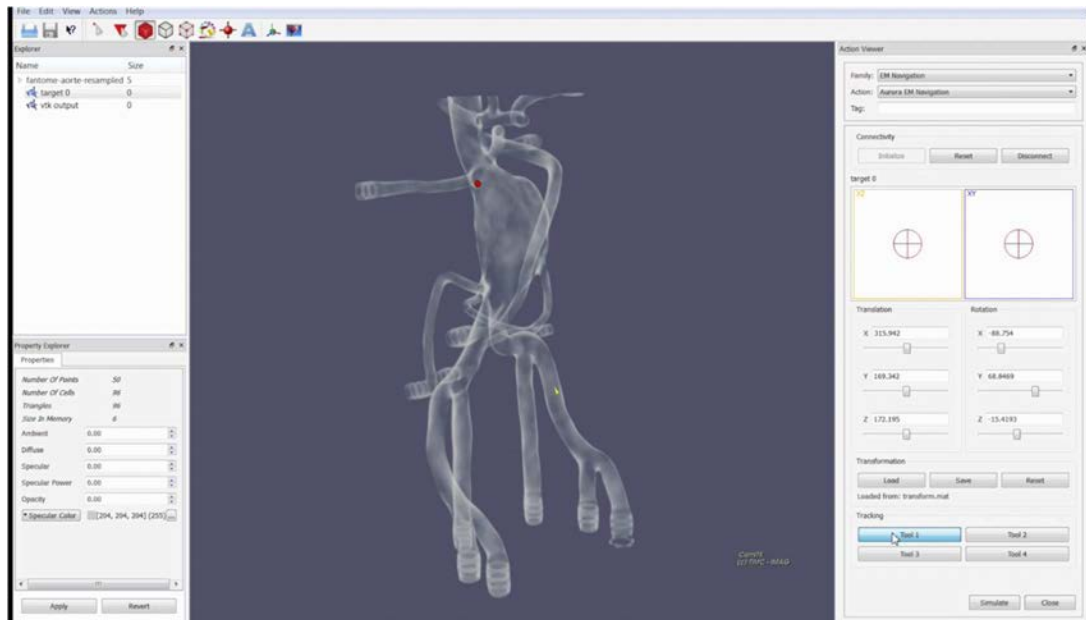 File Edit View Actions Help
Explorer
Name Size
fantome-aorte-resampled 5
target 0 0
vtk output 0
Property Explorer
Properties
Number Of Points 50
Number Of Cells 96
Triangles 96
Size In Memory 6
Ambient 0.00
Diffuse 0.00
Specular 0.00
Specular Power 0.00
Opacity 0.00
* Specular Color [204, 204, 204] (255) ...
Apply Revert
CamiTK
(c) TIMC - IMAG
Action Viewer
Family: EM Navigation
Action: Aurora EM Navigation
Tag:
Connectivity
Initialize Reset Disconnect
target 0
XZ XY
Translation Rotation
X 315.942 X -88.754
Y 169.342 Y 68.8469
Z 172.195 Z -15.4193
Transformation
Load Save Reset
Loaded from: transform.mat
Tracking
Tool 1 Tool 2
Tool 3 Tool 4
Simulate Close